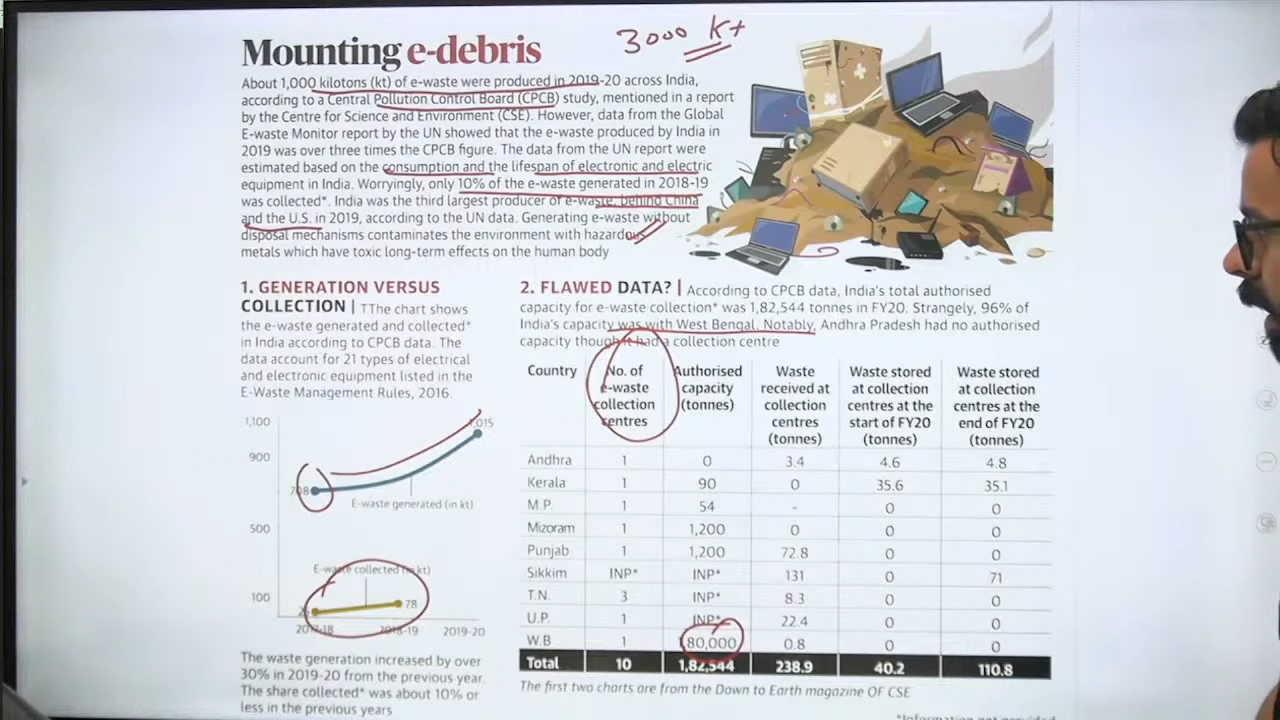 3000 Kt
Mounting e-debris
About 1,000 kilotons (kt) of e-waste were produced in 2019-20 across India,
according to a Central Pollution Control Board (CPCB) study, mentioned in a report
by the Centre for Science and Environment (CSE). However, data from the Global
E-waste Monitor report by the UN showed that the e-waste produced by India in
2019 was over three times the CPCB figure. The data from the UN report were
estimated based on the consumption and the lifespan of electronic and electric
equipment in India. Worryingly, only 10% of the e-waste generated in 2018-19
was collected*. India was the third largest producer of e-waste, behind China
and the U.S. in 2019, according to the UN data. Generating e-waste without
disposal mechanisms contaminates the environment with hazardous
metals which have toxic long-term effects on the human body
1. GENERATION VERSUS
COLLECTION | TThe chart shows
the e-waste generated and collected*
in India according to CPCB data. The
data account for 21 types of electrical
and electronic equipment listed in the
E-Waste Management Rules, 2016.
1,100
1,015
900
708
E-waste generated (in kt)
500
E-waste collected (in kt)
100
78
2017-18 2018-19 2019-20
The waste generation increased by over
30% in 2019-20 from the previous year.
The share collected* was about 10% or
less in the previous years
2. FLAWED DATA? | According to CPCB data, India's total authorised
capacity for e-waste collection* was 1,82,544 tonnes in FY20. Strangely, 96% of
India's capacity was with West Bengal. Notably, Andhra Pradesh had no authorised
capacity though it had a collection centre
Country No. of Authorised Waste Waste stored Waste stored
e-waste capacity received at at collection at collection
collection (tonnes) collection centres at the centres at the
centres centres start of FY20 end of FY20
(tonnes) (tonnes) (tonnes)
Andhra 1 0 3.4 4.6 4.8
Kerala 1 90 0 35.6 35.1
M.P. 1 54 - 0 0
Mizoram 1 1,200 0 0 0
Punjab 1 1,200 72.8 0 0
Sikkim INP* INP* 131 0 71
T.N. 3 INP* 8.3 0 0
U.P. 1 INP* 22.4 0 0
W.B 1 1,80,000 0.8 0 0
Total 10 1,82,544 238.9 40.2 110.8
The first two charts are from the Down to Earth magazine OF CSE
*Information not provided